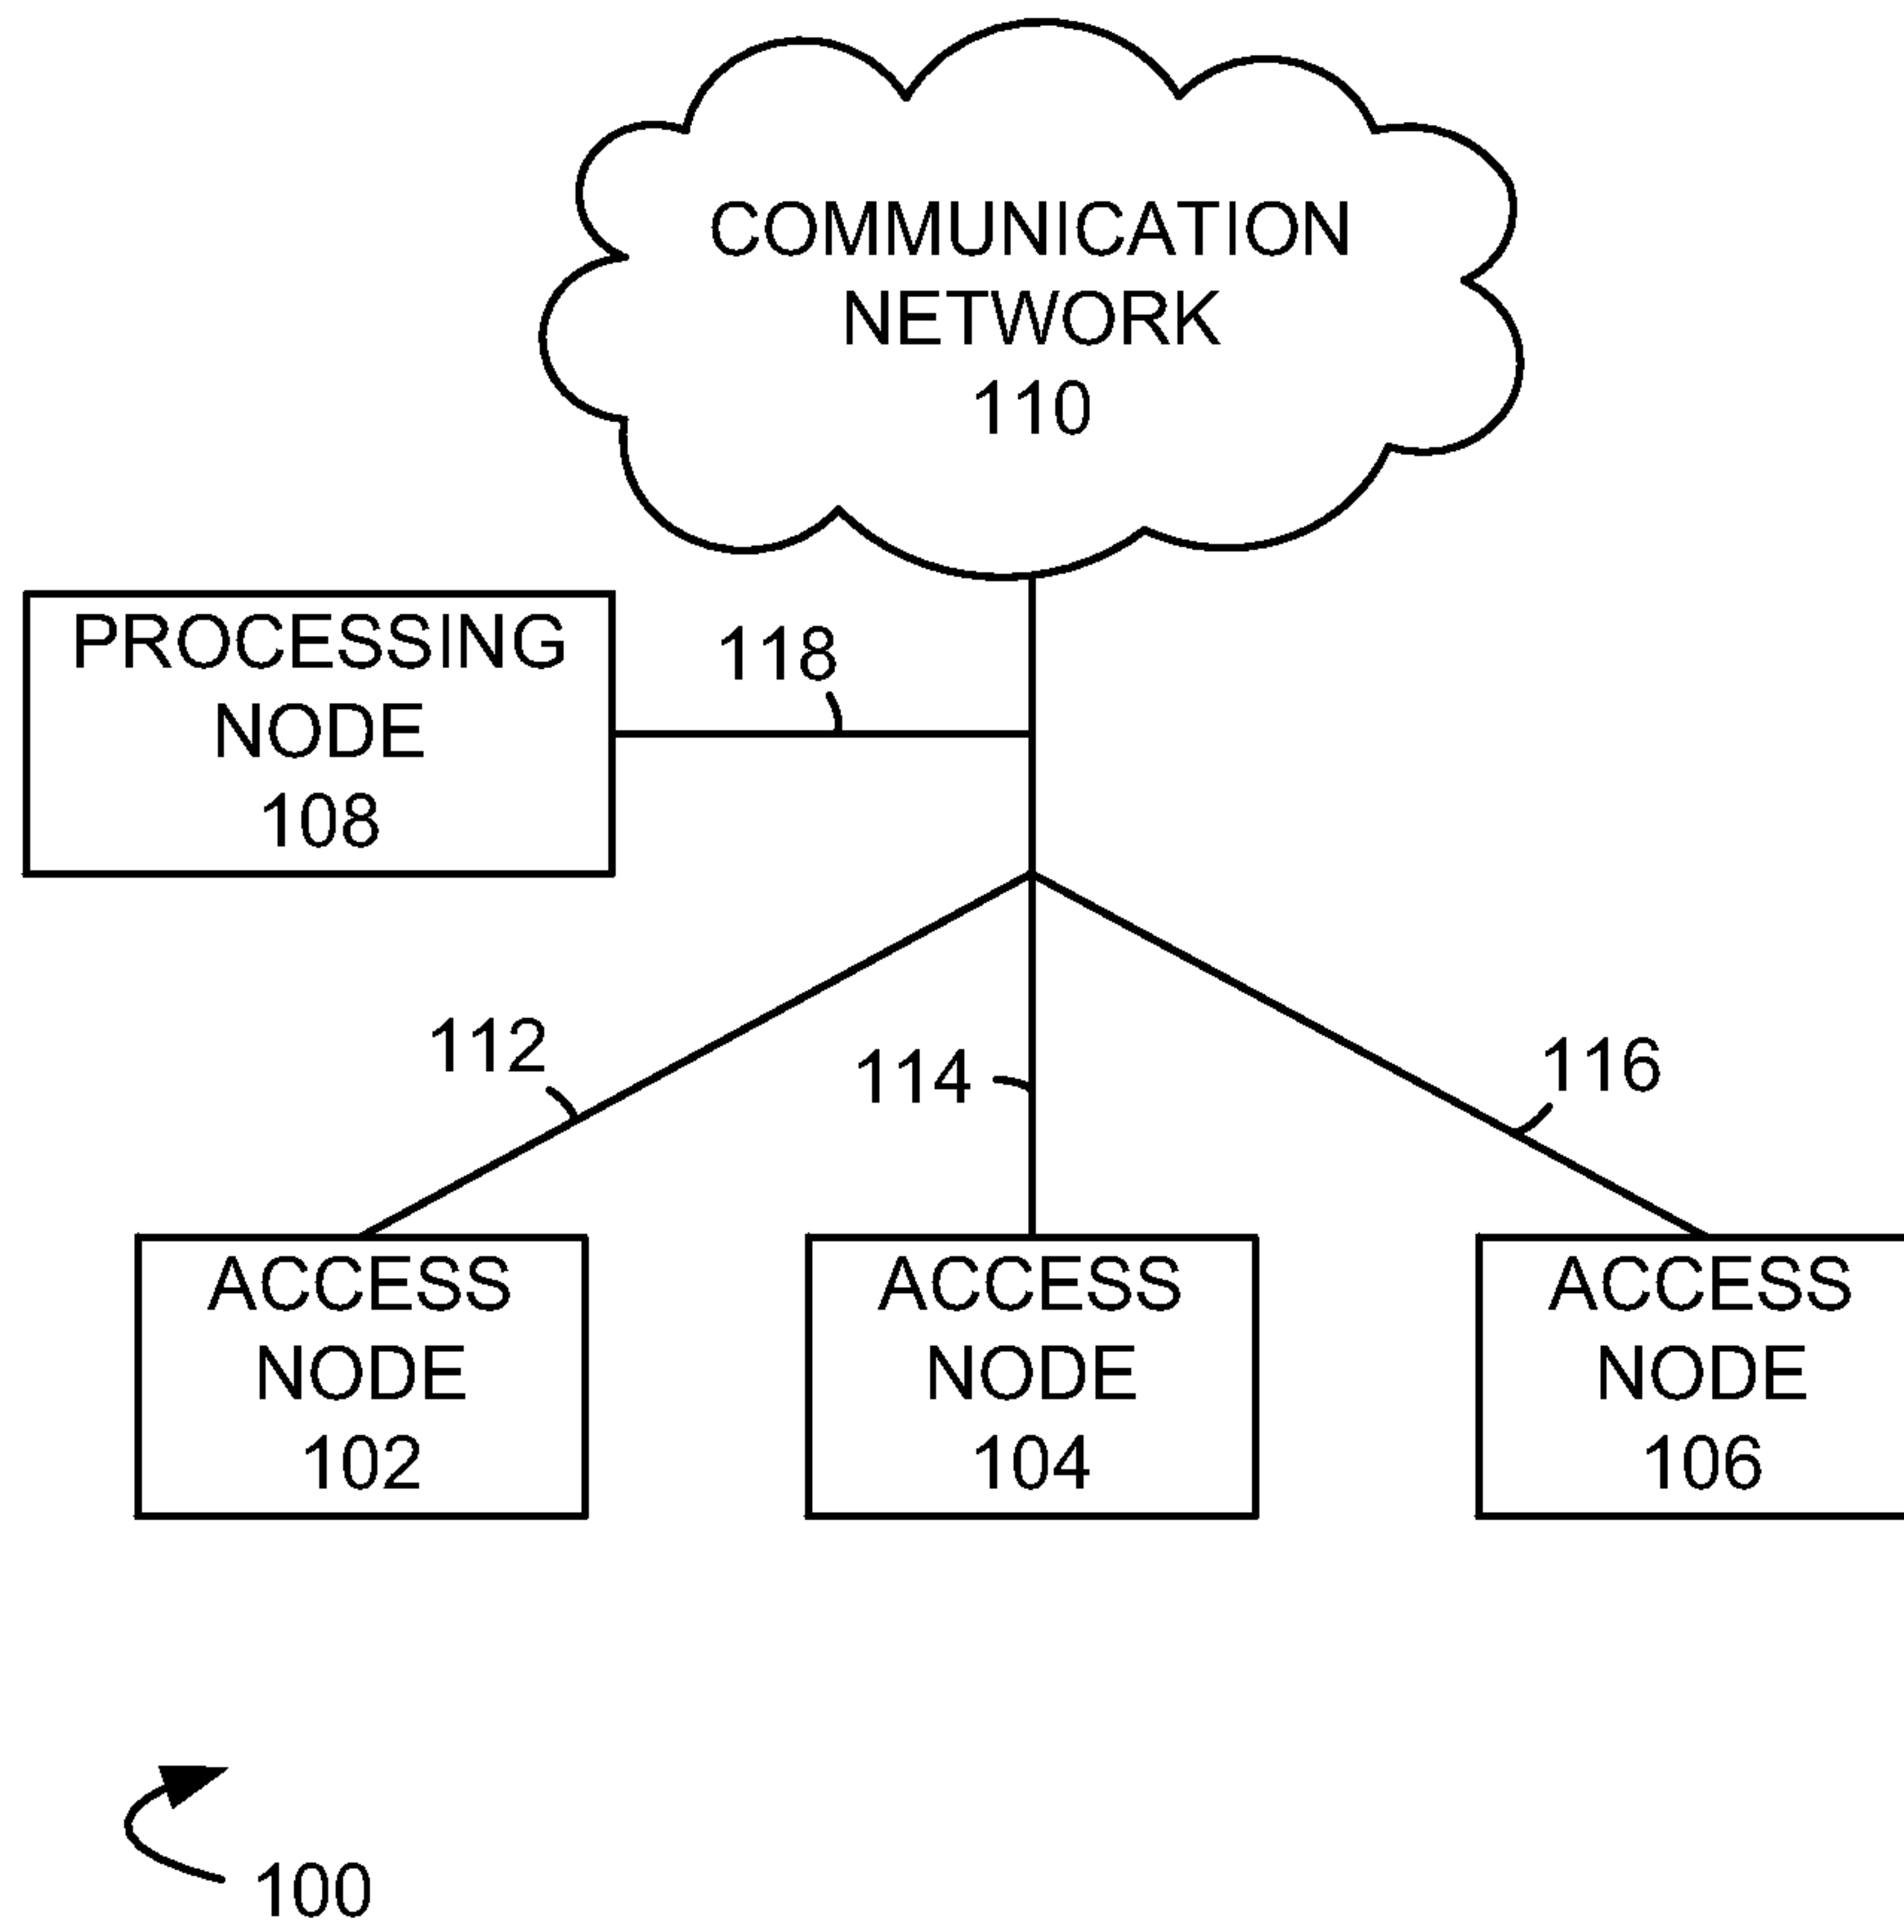 COMMUNICATION
NETWORK
110
PROCESSING
NODE
108
118
112
114
116
ACCESS
NODE
102
ACCESS
NODE
104
ACCESS
NODE
106
100